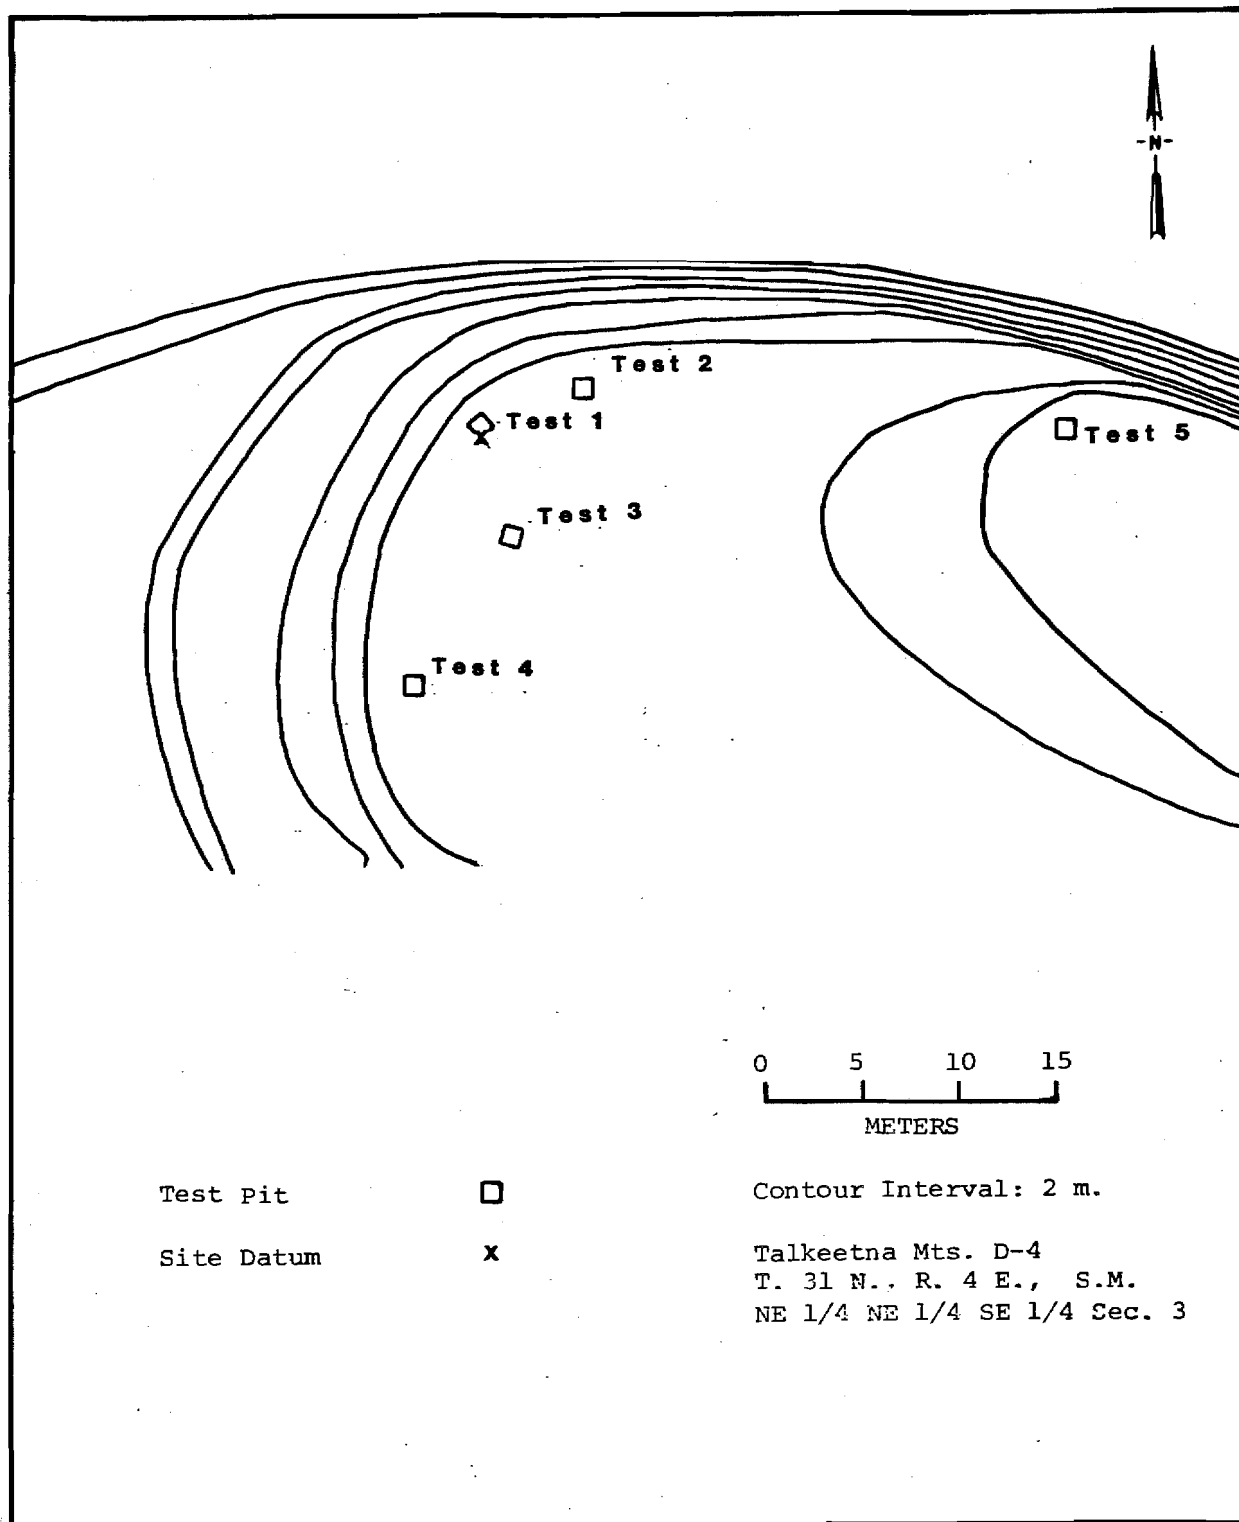 -N-
Test 2
Test 1
Test 5
Test 3
Test 4
0 5 10 15
METERS
Test Pit
Contour Interval: 2 m.
Site Datum x
Talkeetna Mts. D-4
T. 31 N., R. 4 E., S.M.
NE 1/4 NE 1/4 SE 1/4 Sec. 3